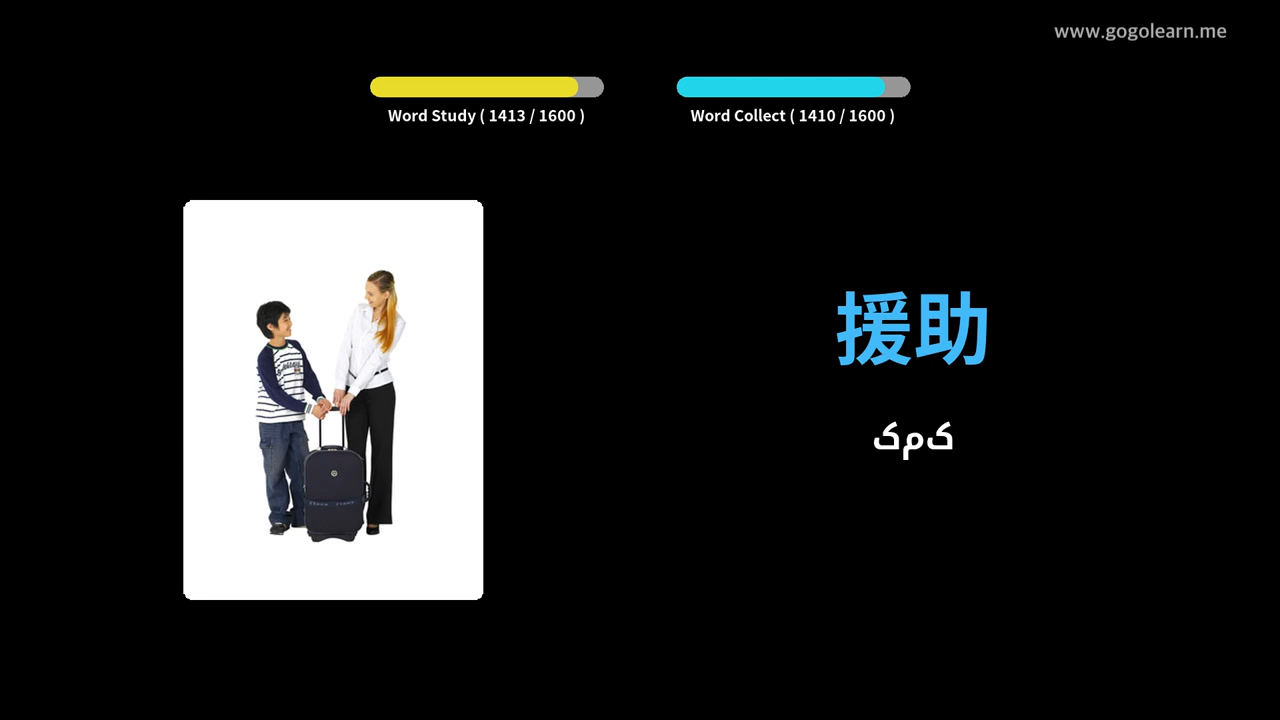 www.gogolearn.me
Word Study ( 1413 / 1600 )
Word Collect ( 1410 / 1600 )
援助
کمک